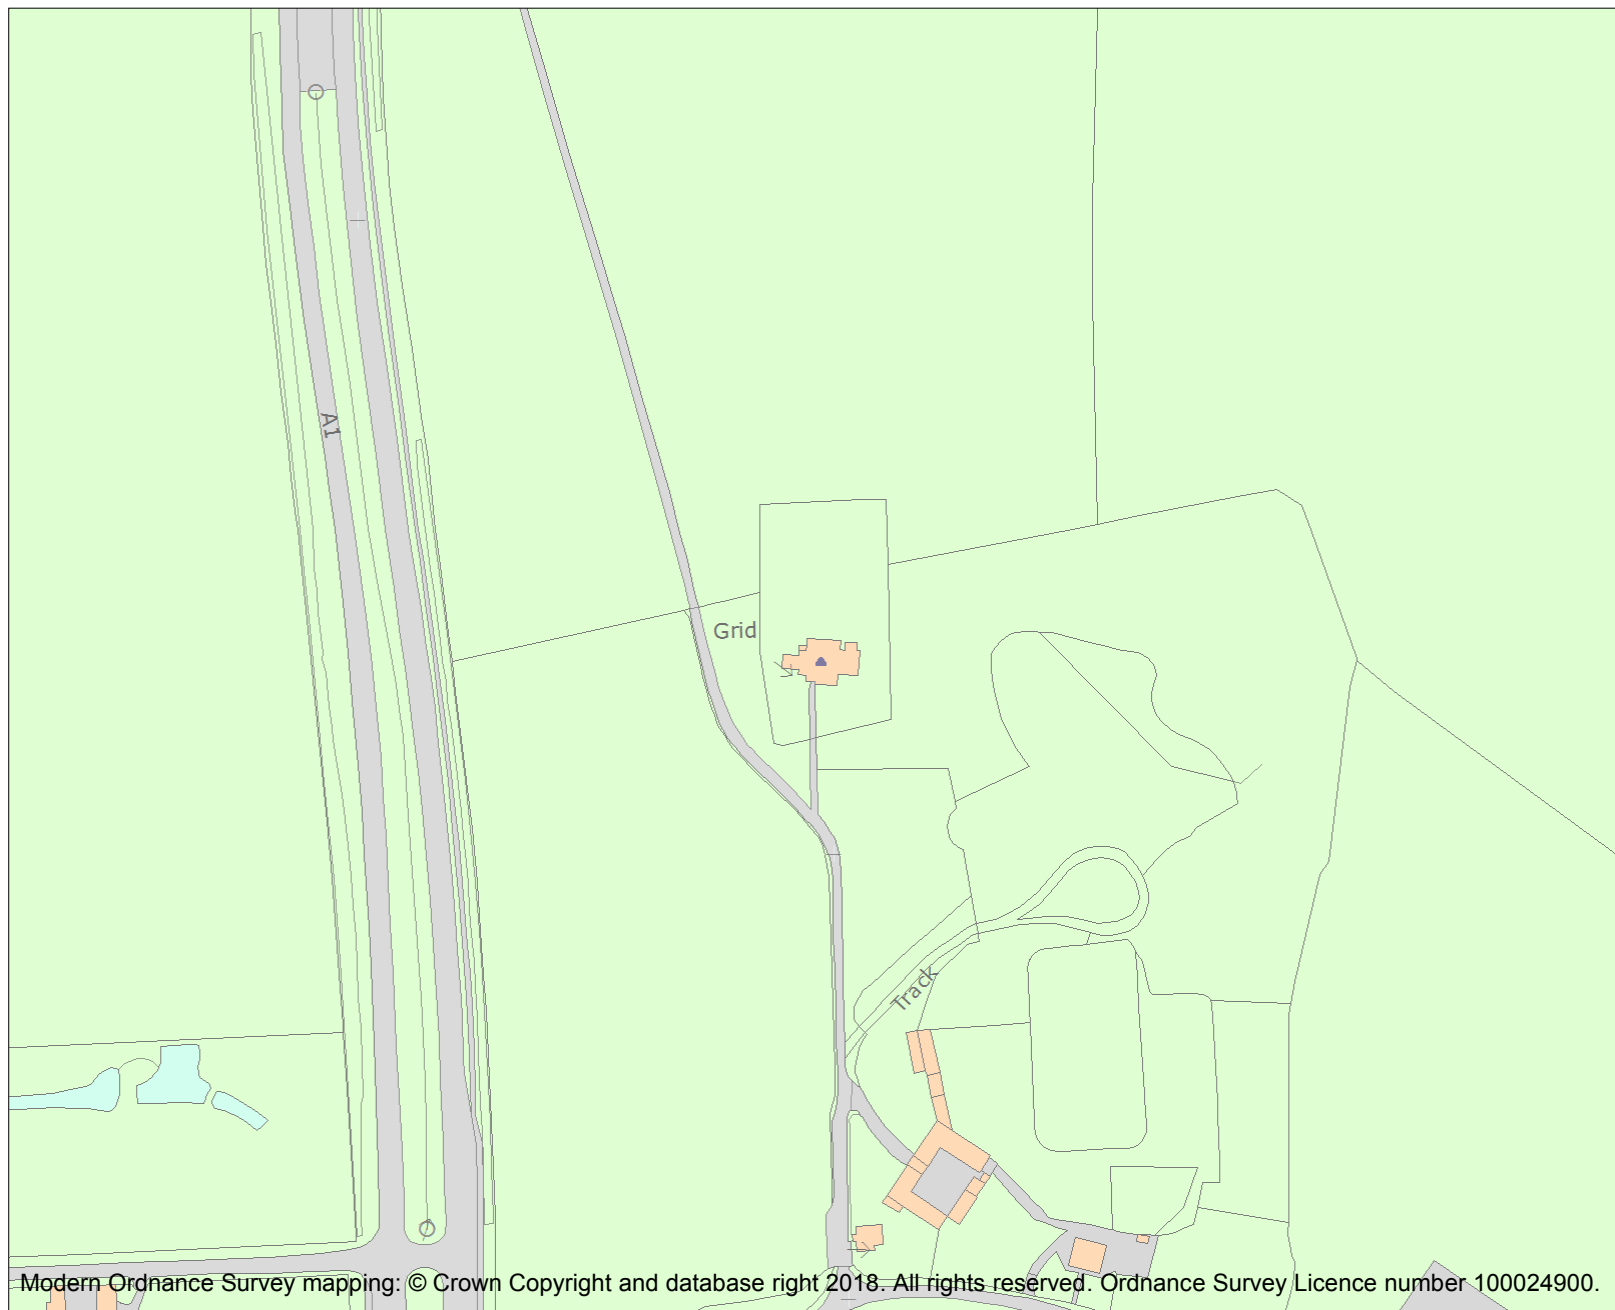 A1
Grid
Track
Modern Ordnance Survey mapping: © Crown Copyright and database right 2018. All rights reserved. Ordnance Survey Licence number 100024900.